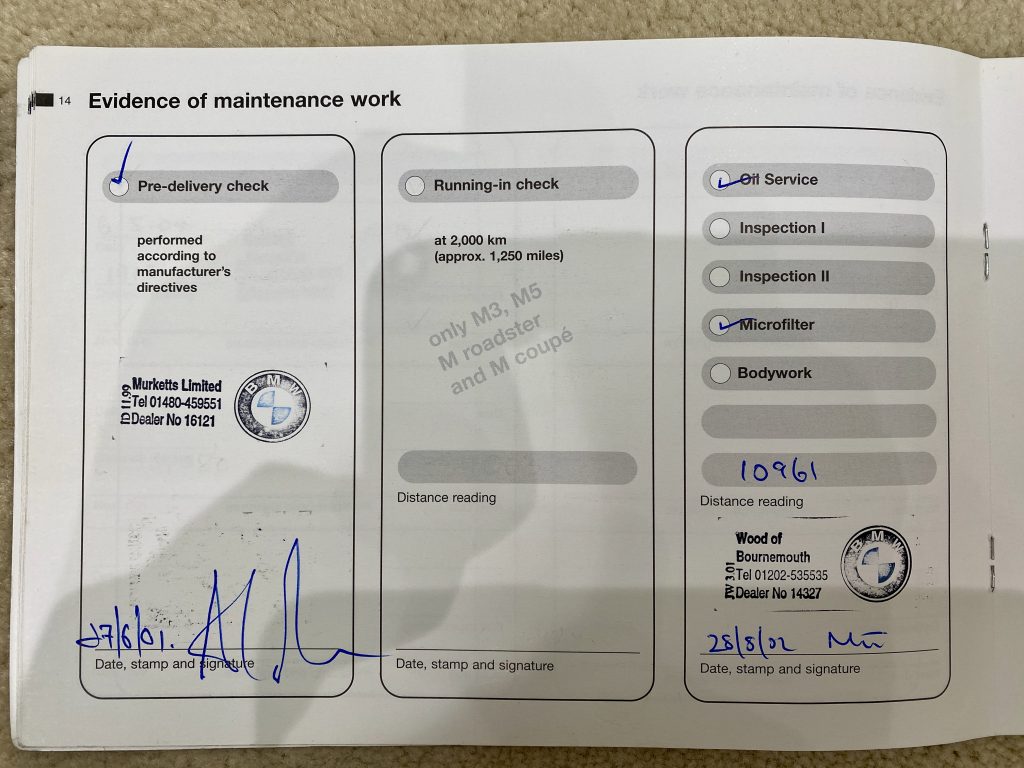 14 Evidence of maintenance work
Pre-delivery check
performed
according to
manufacturer's
directives
Murketts Limited
Tel 01480-459551
Dealer No 16121
BMW
27/6/01.
Date, stamp and signature
Running-in check
at 2,000 km
(approx. 1,250 miles)
only M3, M5
M roadster
and M coupé
Distance reading
Date, stamp and signature
Oil Service
Inspection I
Inspection II
Microfilter
Bodywork
10961
Distance reading
Wood of
Bournemouth
Tel 01202-535535
Dealer No 14327
BMW
28/8/02
Date, stamp and signature